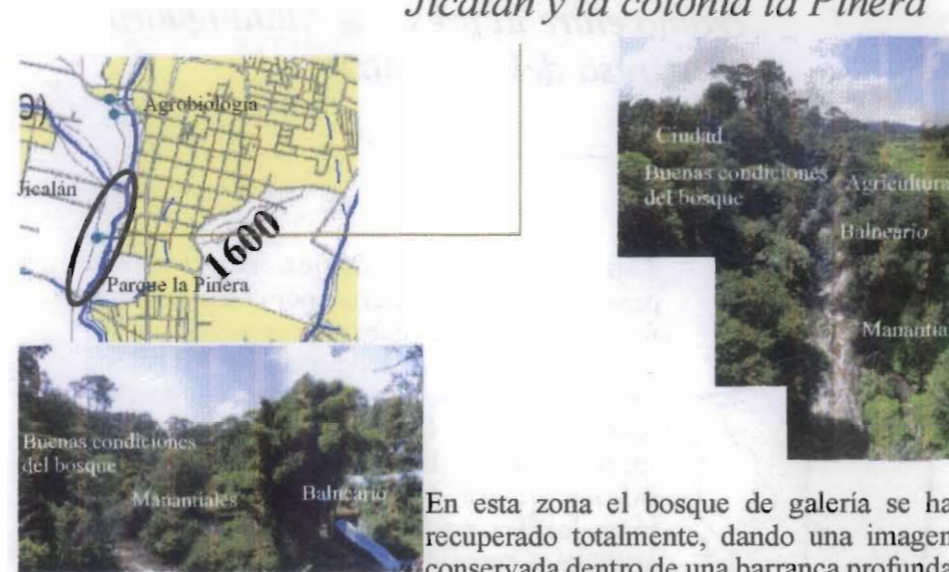 Jicalán y la colonia la Pinera
Agrobiología
Jicalán
1600
Parque la Pinera
Ciudad
Buenas condiciones
del bosque
Agricultura
Balneario
Manantial
Buenas condiciones
del bosque
Manantiales
Balneario
En esta zona el bosque de galería se ha
recuperado totalmente, dando una imagen
conservada dentro de una barranca profunda